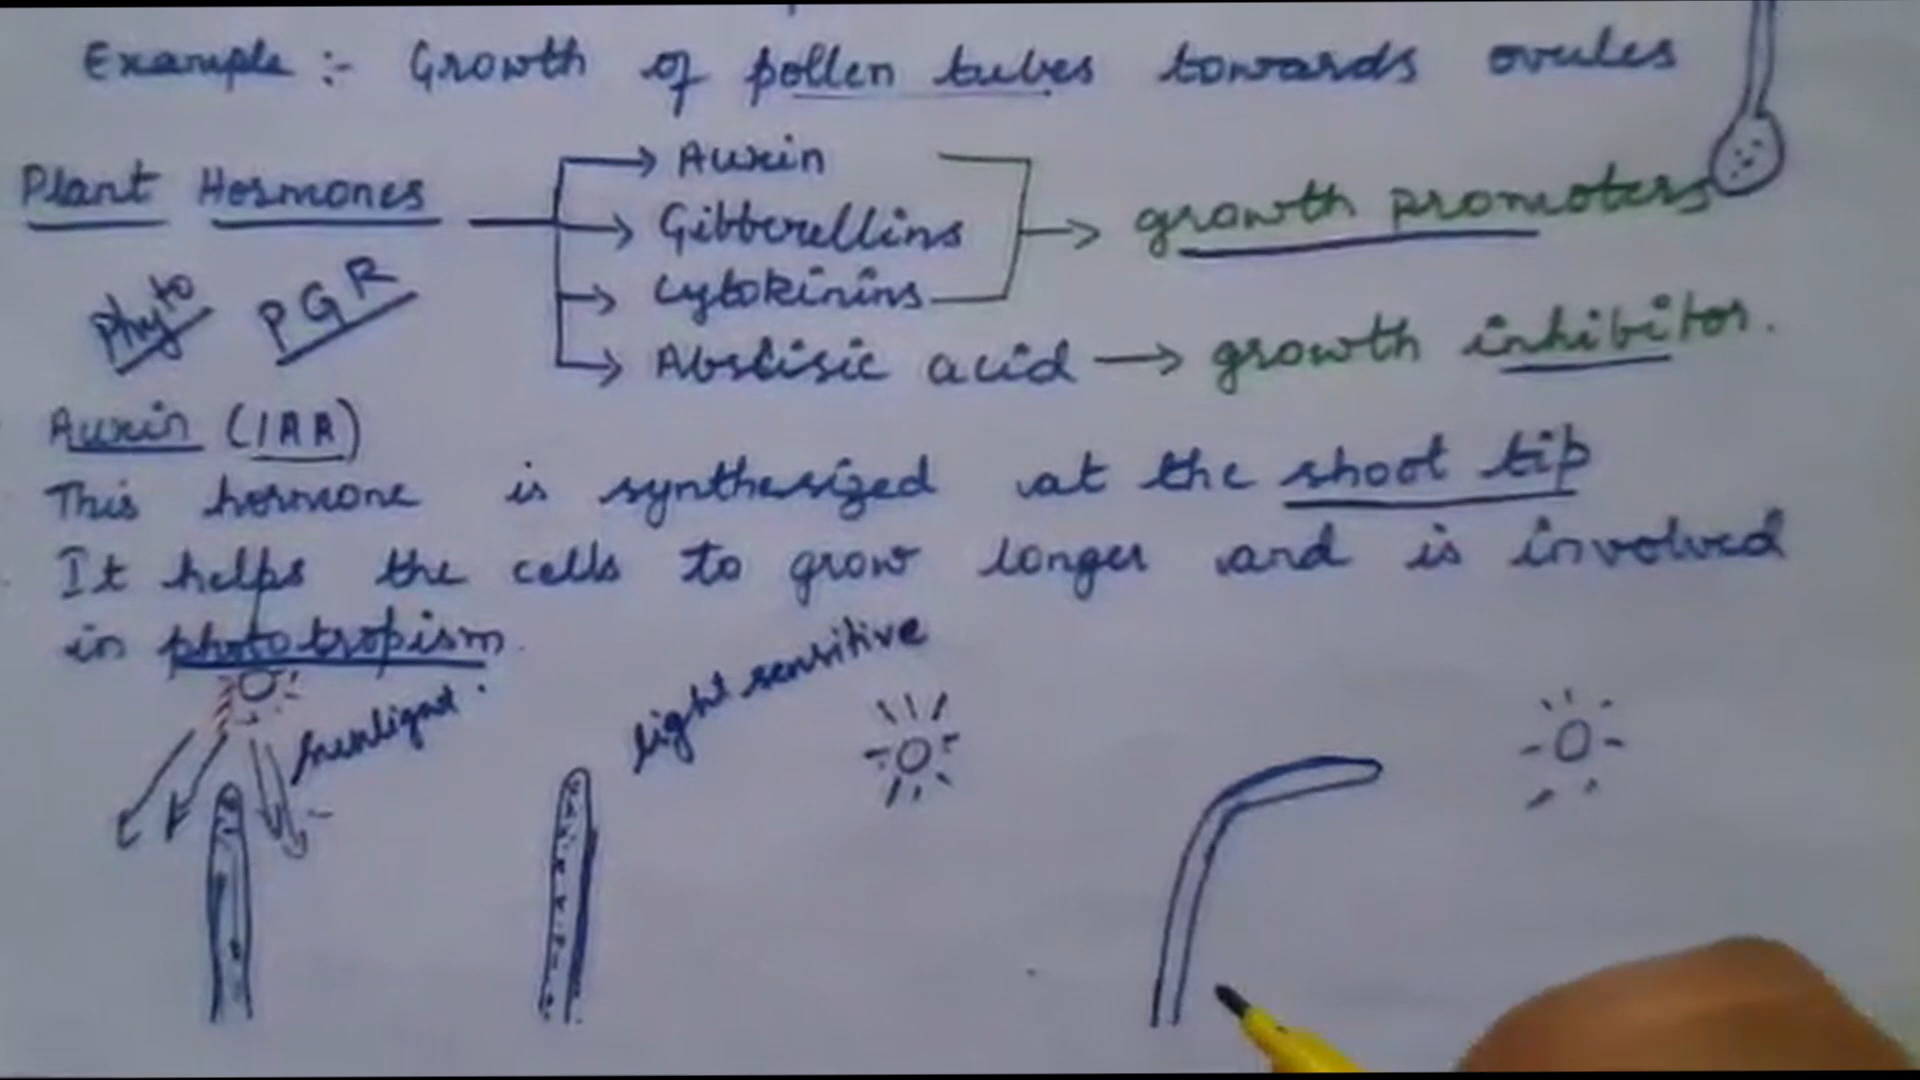 Example :- Growth of pollen tubes towards ovules
Plant Hormones
Phyto
PGR
Auxin
Gibberellins
Cytokinins
Abscisic acid
growth promoters
growth inhibitor.
Auxin (IAA)
This hormone is synthesized at the shoot tip
It helps the cells to grow longer and is involved
in phototropism.
sunlight
light sensitive